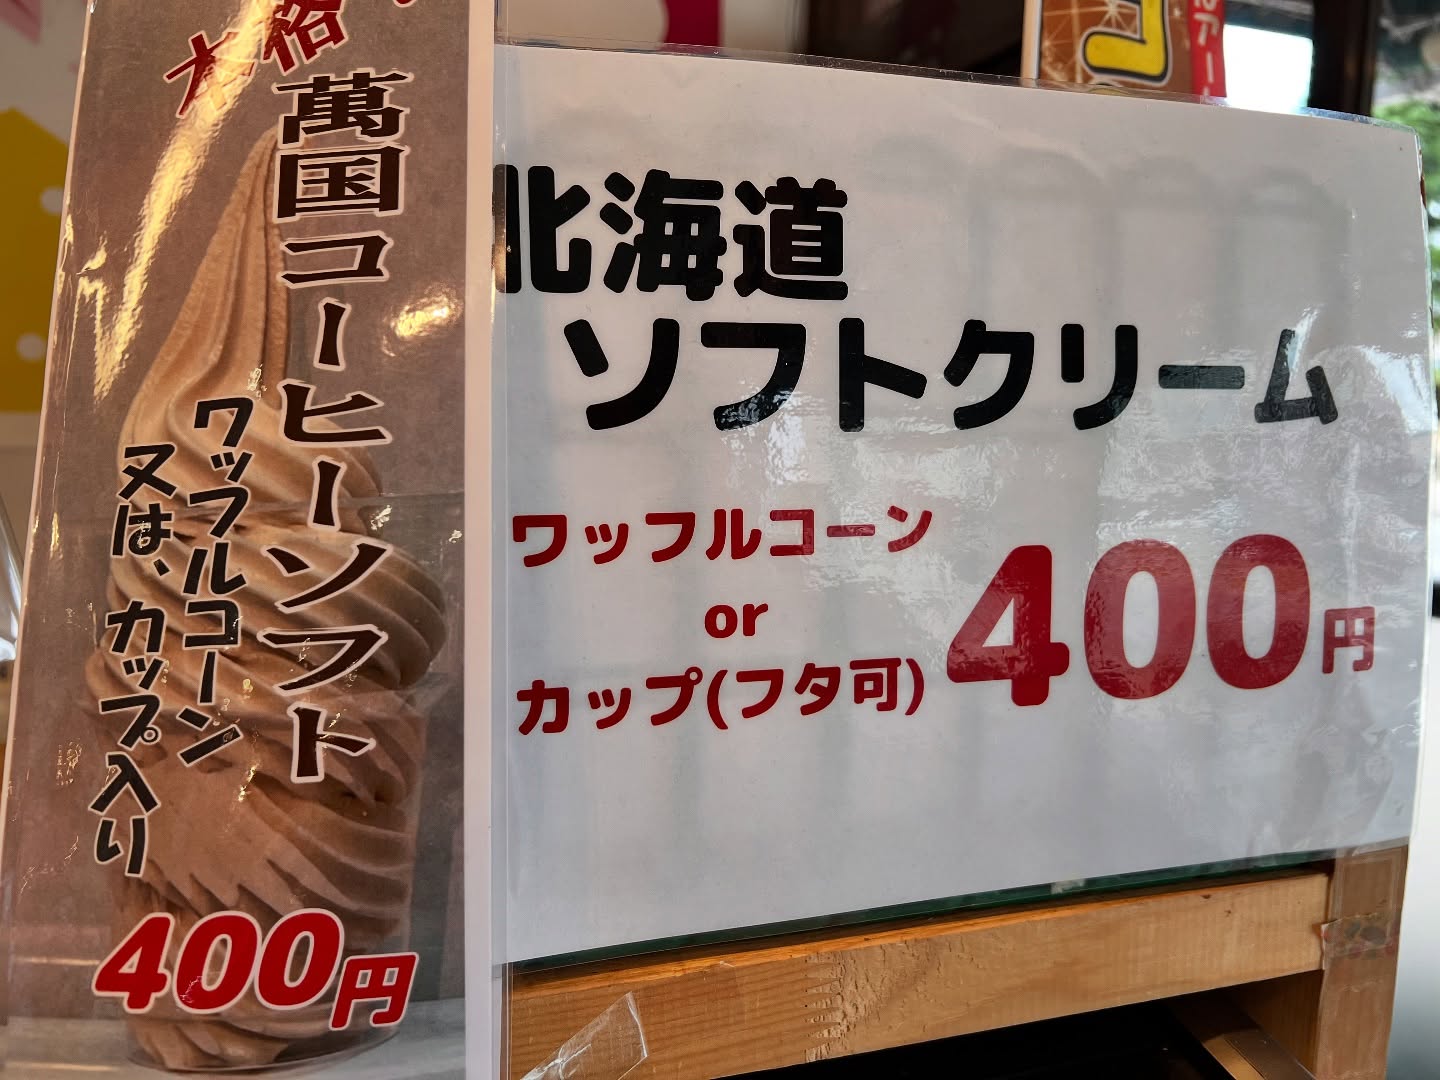 本格
萬国コーヒーソフト
ワッフルコーン
又は、カップ入り
400円
北海道
ソフトクリーム
ワッフルコーン
or
カップ(フタ可)
400円